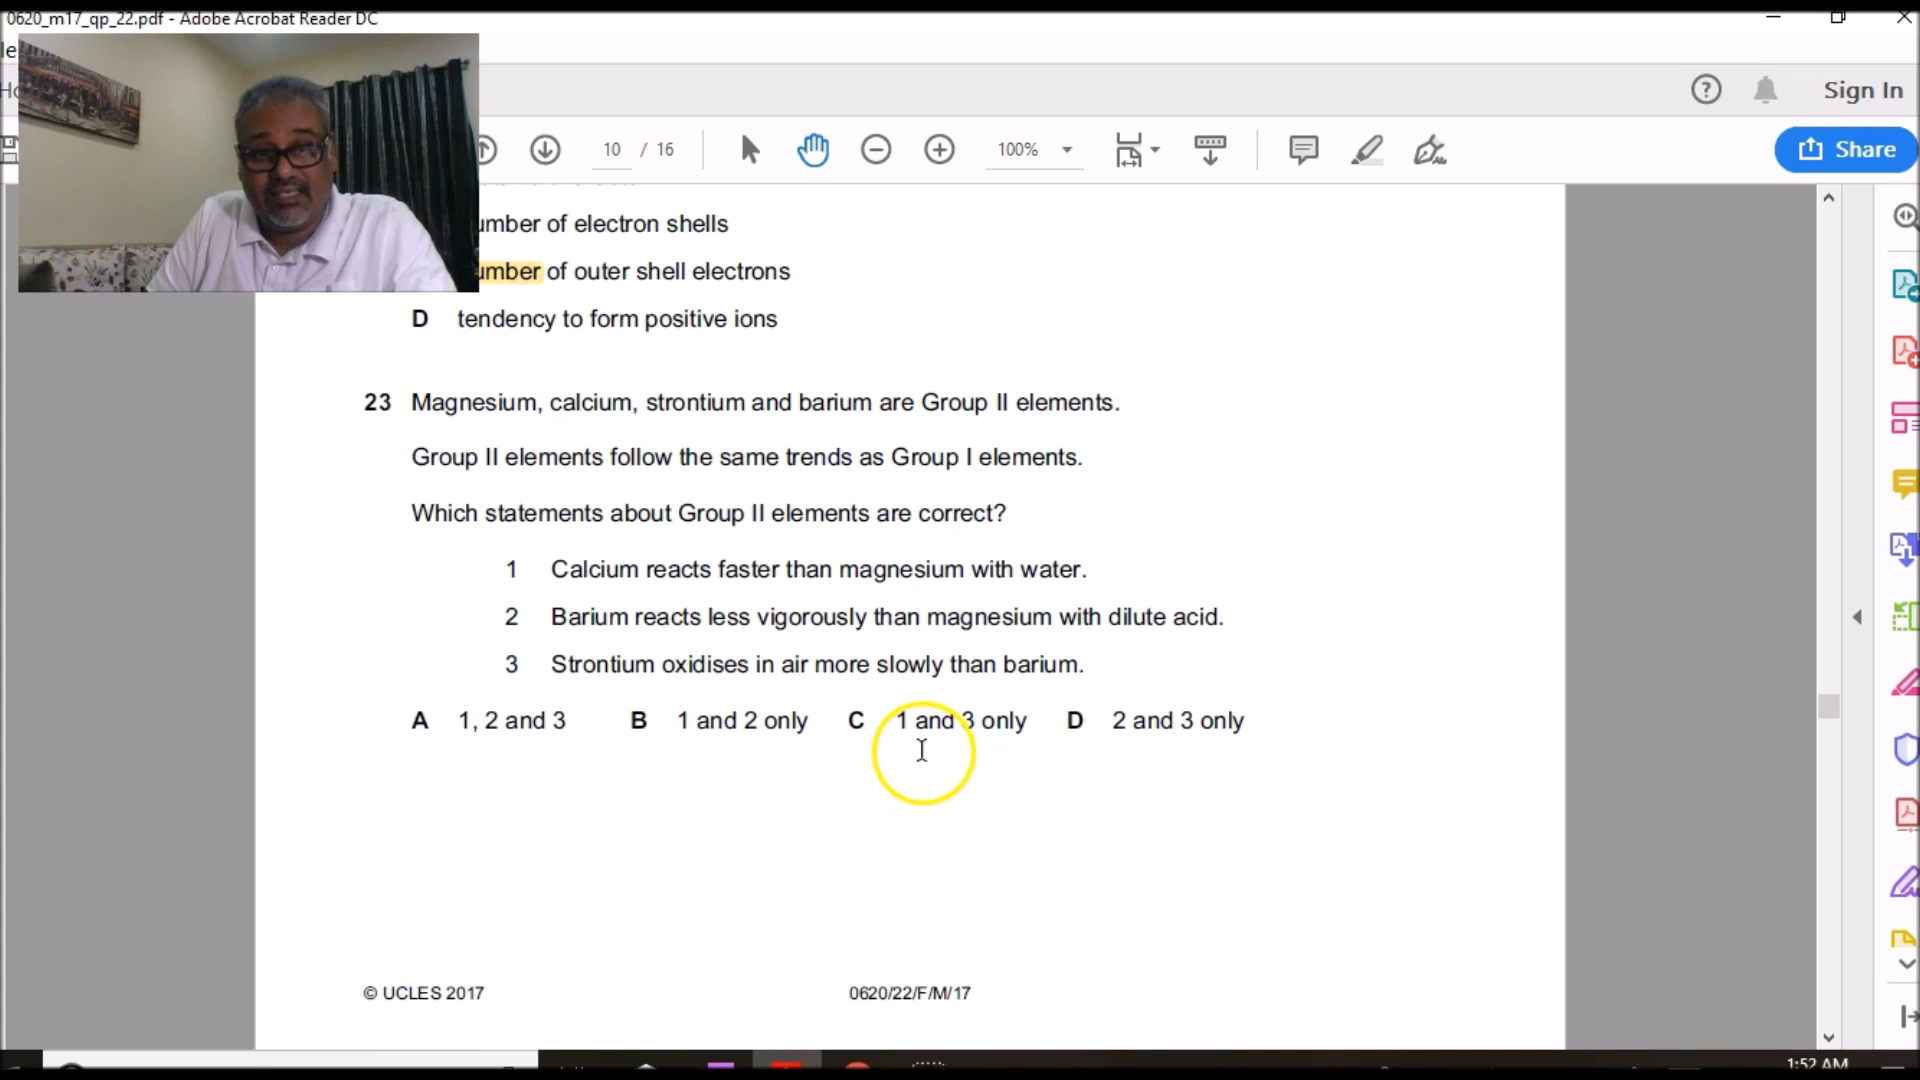 0620_m17_qp_22.pdf - Adobe Acrobat Reader DC
Sign In
10 / 16
100%
Share
umber of electron shells
umber of outer shell electrons
D tendency to form positive ions
23 Magnesium, calcium, strontium and barium are Group II elements.
Group II elements follow the same trends as Group I elements.
Which statements about Group II elements are correct?
1 Calcium reacts faster than magnesium with water.
2 Barium reacts less vigorously than magnesium with dilute acid.
3 Strontium oxidises in air more slowly than barium.
A 1, 2 and 3 B 1 and 2 only C 1 and 3 only D 2 and 3 only
© UCLES 2017 0620/22/F/M/17
1:52 AM